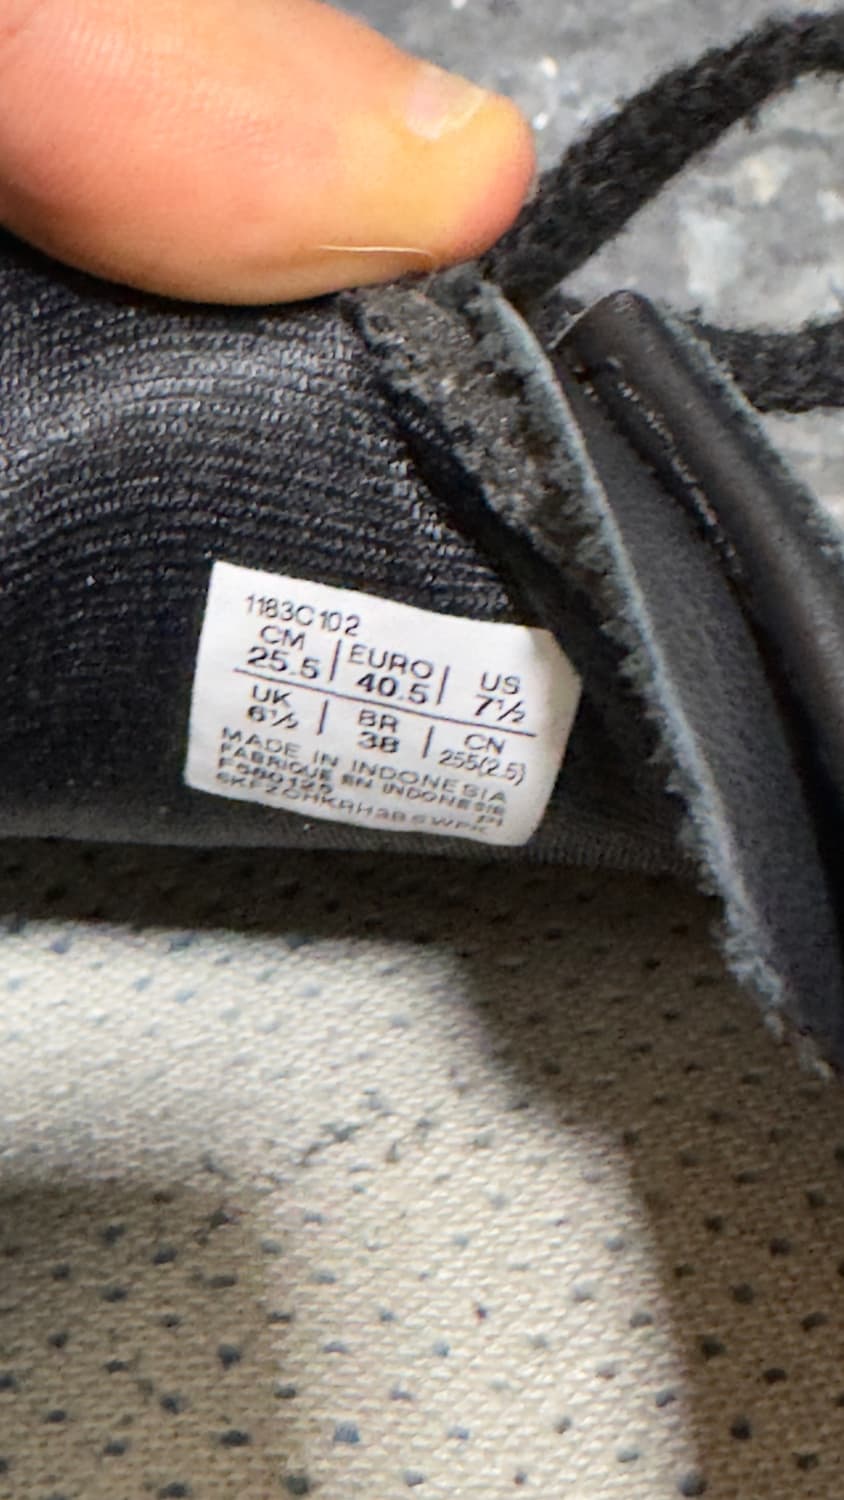 1183C102
CM 25.5 | EURO 40.5 | US 7½
UK 6½ | BR 38 | CN 255(2.5)
MADE IN INDONESIA
FABRIQUE EN INDONESIE